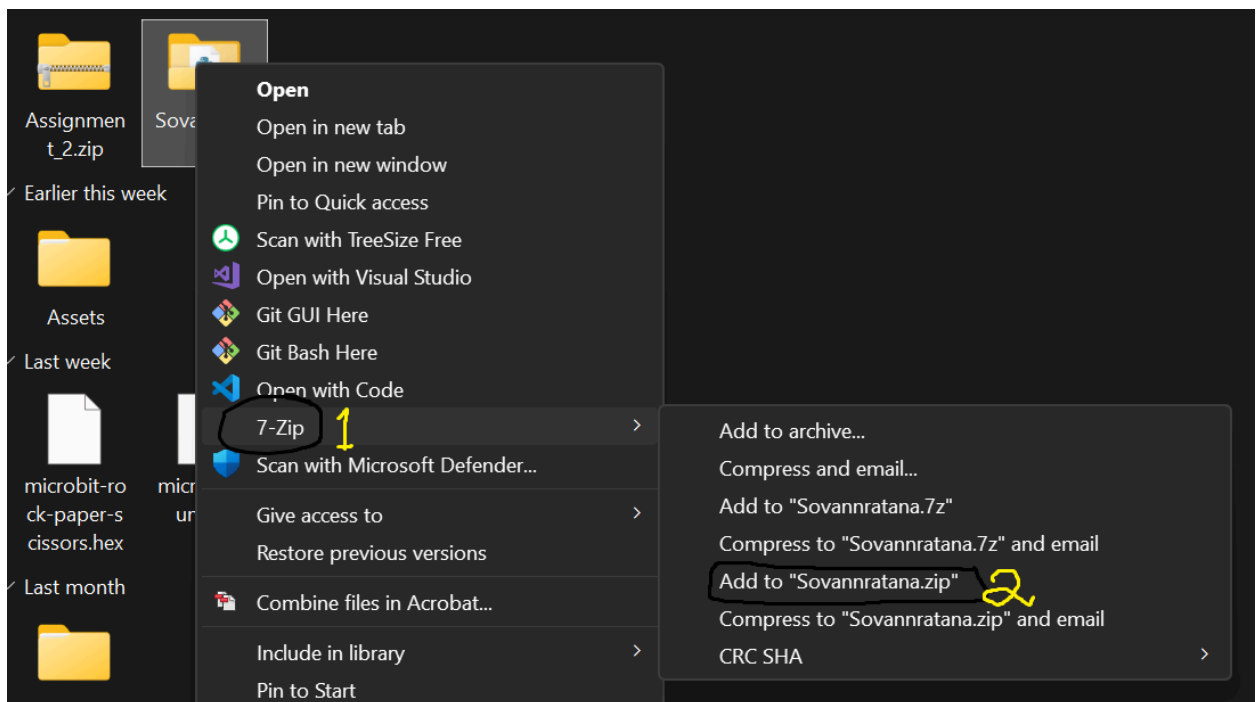 Assignmen
t_2.zip
Sova
Earlier this week
Assets
Last week
microbit-ro
ck-paper-s
cissors.hex
micr
ur
Last month
Open
Open in new tab
Open in new window
Pin to Quick access
Scan with TreeSize Free
Open with Visual Studio
Git GUI Here
Git Bash Here
Open with Code
7-Zip 1
Scan with Microsoft Defender...
Give access to
Restore previous versions
Combine files in Acrobat...
Include in library
Pin to Start
Add to archive...
Compress and email...
Add to "Sovannratana.7z"
Compress to "Sovannratana.7z" and email
Add to "Sovannratana.zip" 2
Compress to "Sovannratana.zip" and email
CRC SHA